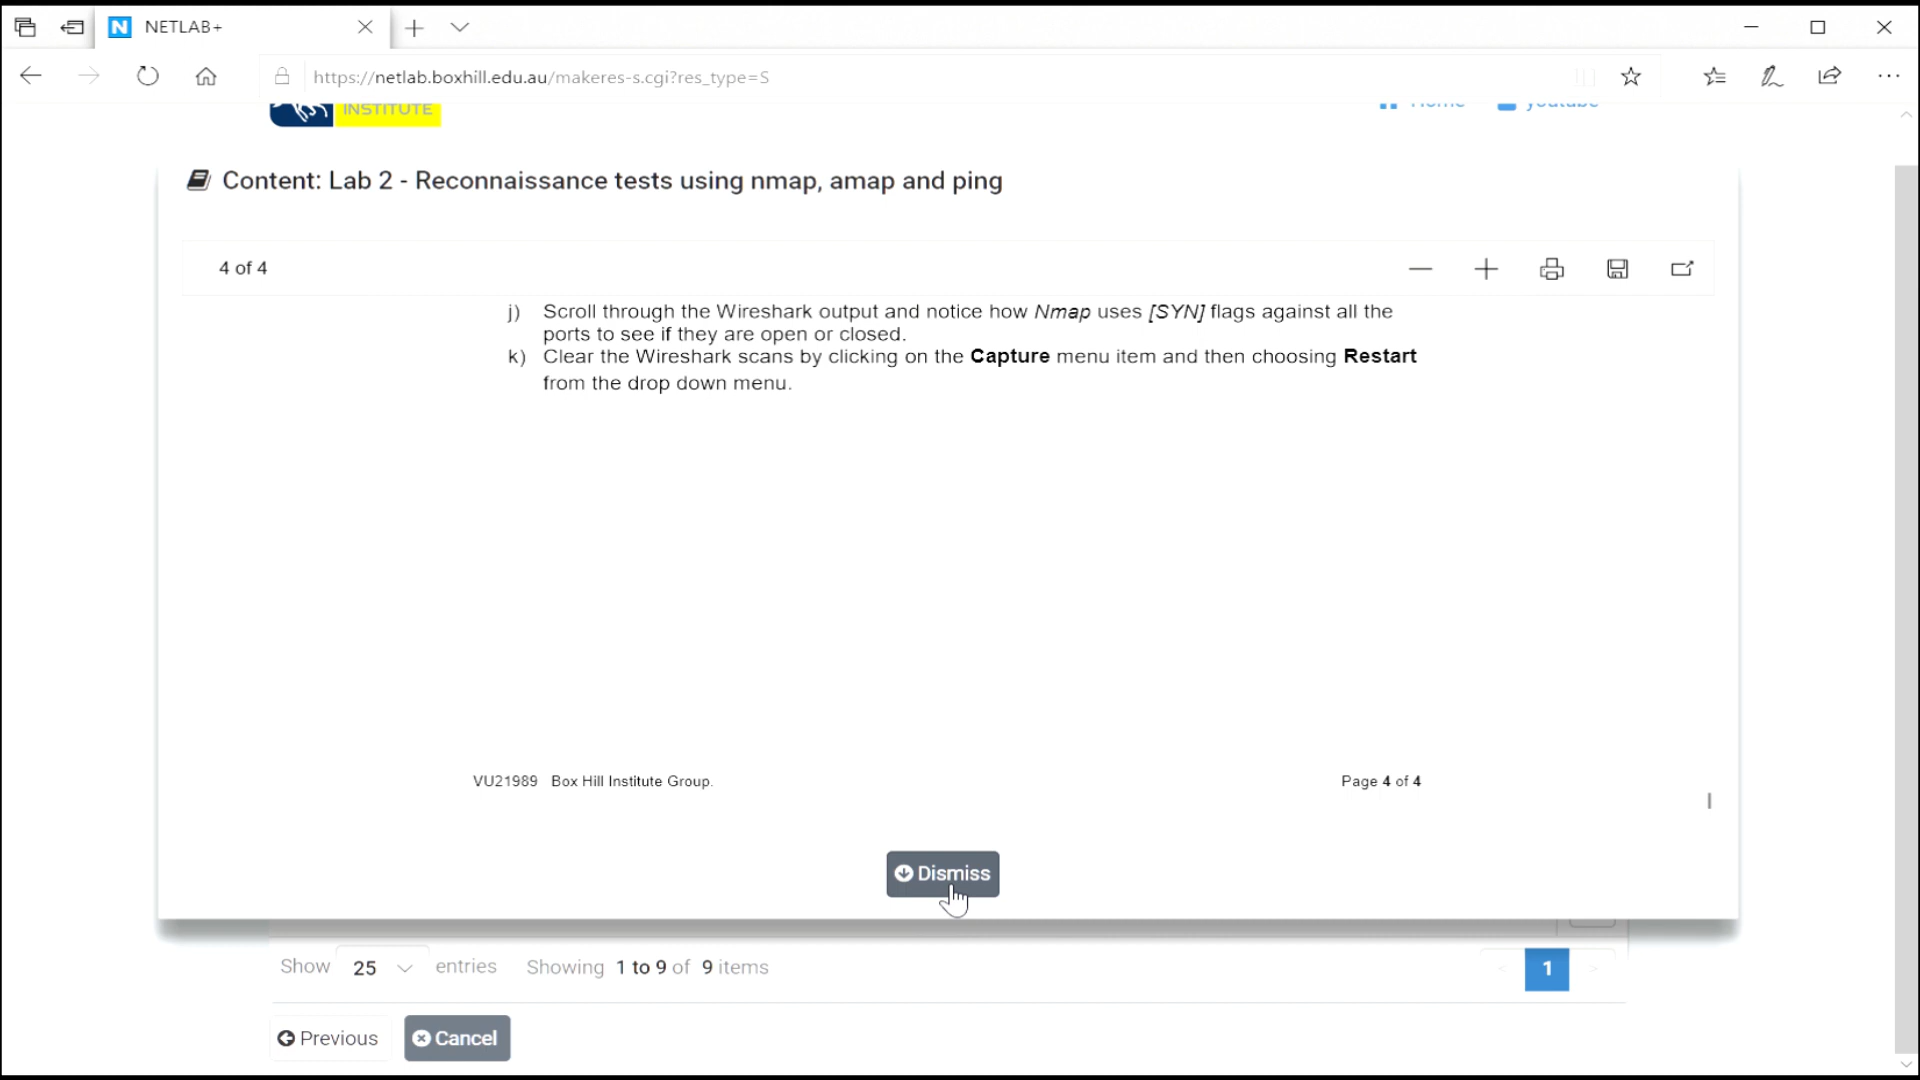 NETLAB+
https://netlab.boxhill.edu.au/makeres-s.cgi?res_type=S
INSTITUTE
Home youtube
Content: Lab 2 - Reconnaissance tests using nmap, amap and ping
4 of 4
j) Scroll through the Wireshark output and notice how Nmap uses [SYN] flags against all the
ports to see if they are open or closed.
k) Clear the Wireshark scans by clicking on the Capture menu item and then choosing Restart
from the drop down menu.
VU21989 Box Hill Institute Group.
Page 4 of 4
Dismiss
Show 25 entries Showing 1 to 9 of 9 items
< 1 >
Previous Cancel